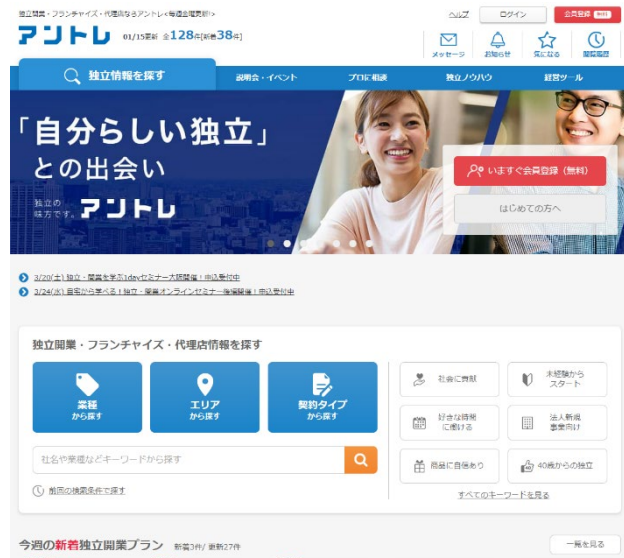 独立開業・フランチャイズ・代理店ならアントレ<毎週金曜更新!>
ヘルプ
ログイン
会員登録 無料
アントレ
01/15更新 全128件[新着38件]
メッセージ
お知らせ
気になる
閲覧履歴
独立情報を探す
説明会・イベント
プロに相談
独立ノウハウ
経営ツール
「自分らしい独立」
との出会い
独立の
味方です。アントレ
いますぐ会員登録（無料）
はじめての方へ
3/20(土) 独立・開業を学ぶ1dayセミナー大阪開催！申込受付中
3/24(水) 自宅から学べる！独立・開業オンラインセミナー後編開催！申込受付中
独立開業・フランチャイズ・代理店情報を探す
業種
から探す
エリア
から探す
契約タイプ
から探す
社会に貢献
未経験から
スタート
好きな時間
に働ける
法人新規
事業向け
商品に自信あり
40歳からの独立
社名や業種などキーワードから探す
前回の検索条件で探す
すべてのキーワードを見る
今週の新着独立開業プラン 新着3件/ 更新27件
一覧を見る